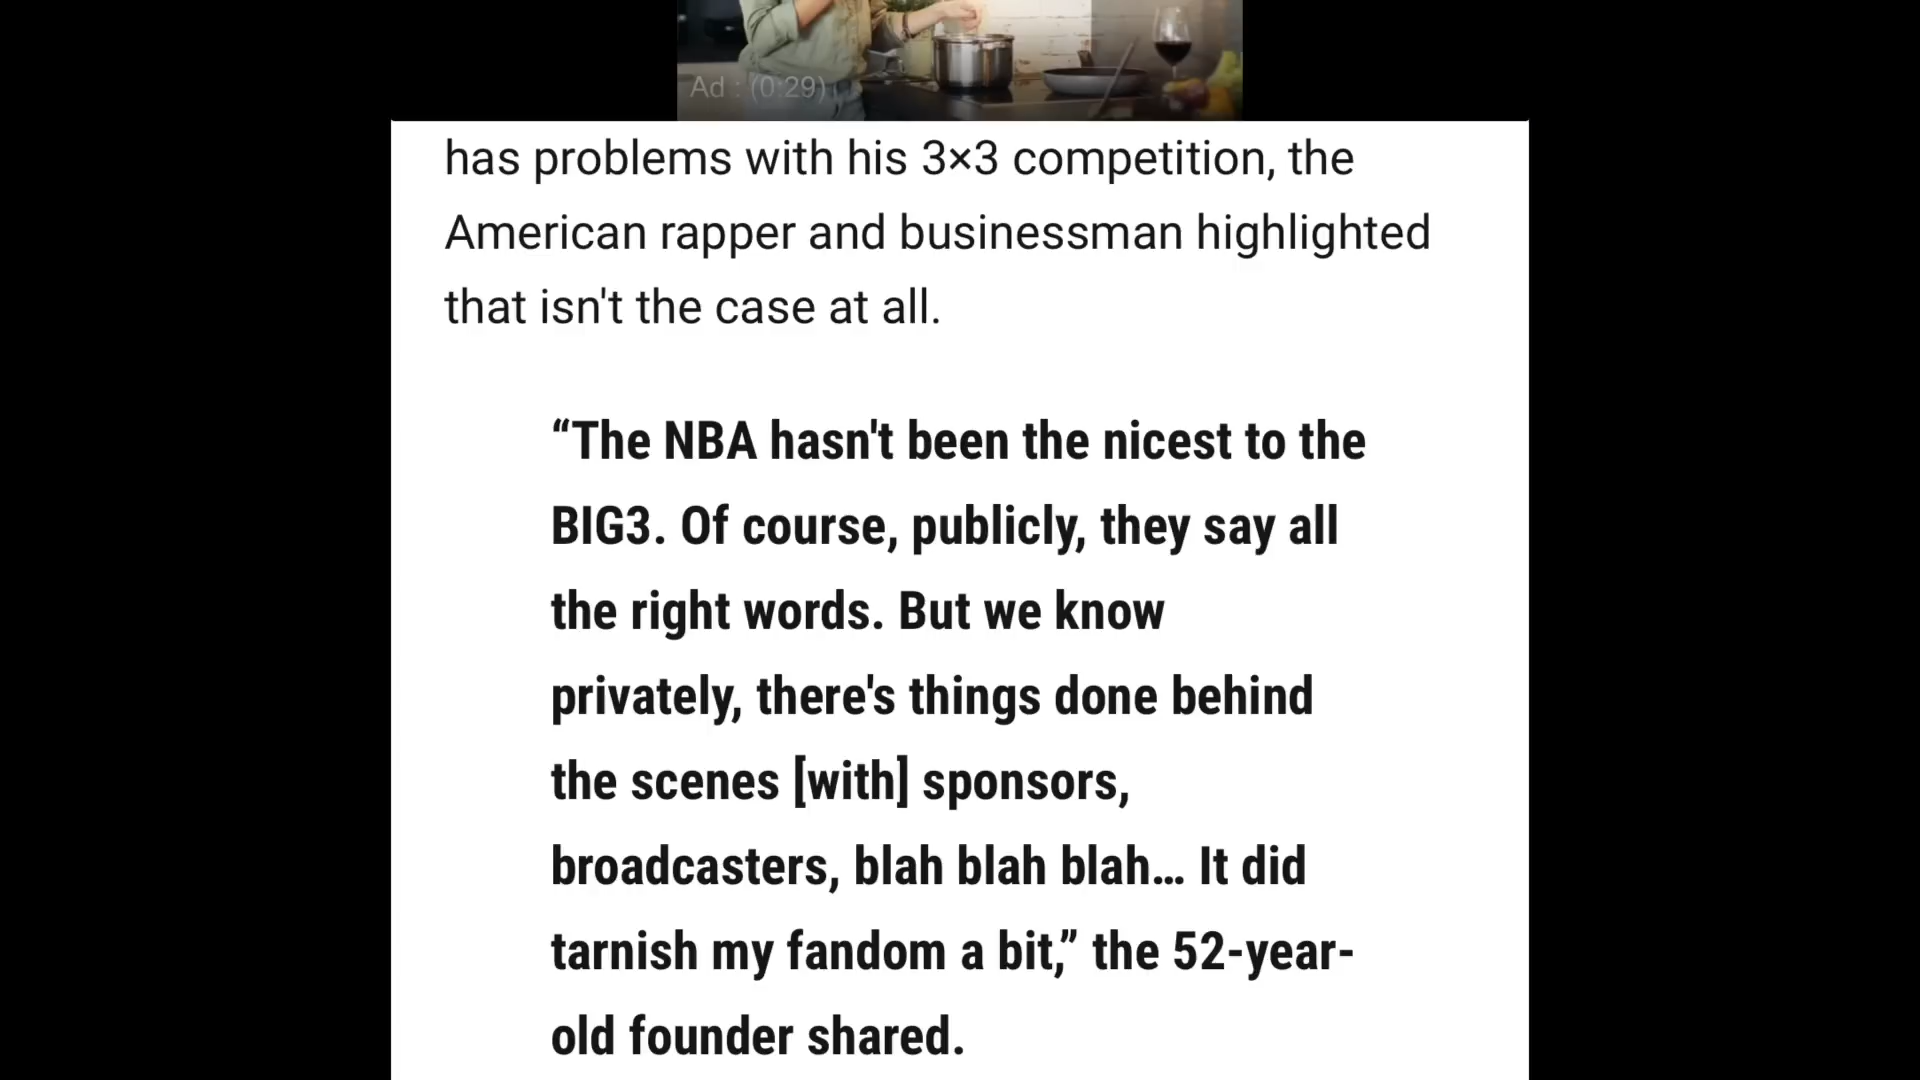 Ad : (0:29)
has problems with his 3×3 competition, the
American rapper and businessman highlighted
that isn't the case at all.
“The NBA hasn't been the nicest to the
BIG3. Of course, publicly, they say all
the right words. But we know
privately, there's things done behind
the scenes [with] sponsors,
broadcasters, blah blah blah… It did
tarnish my fandom a bit,” the 52-year-
old founder shared.